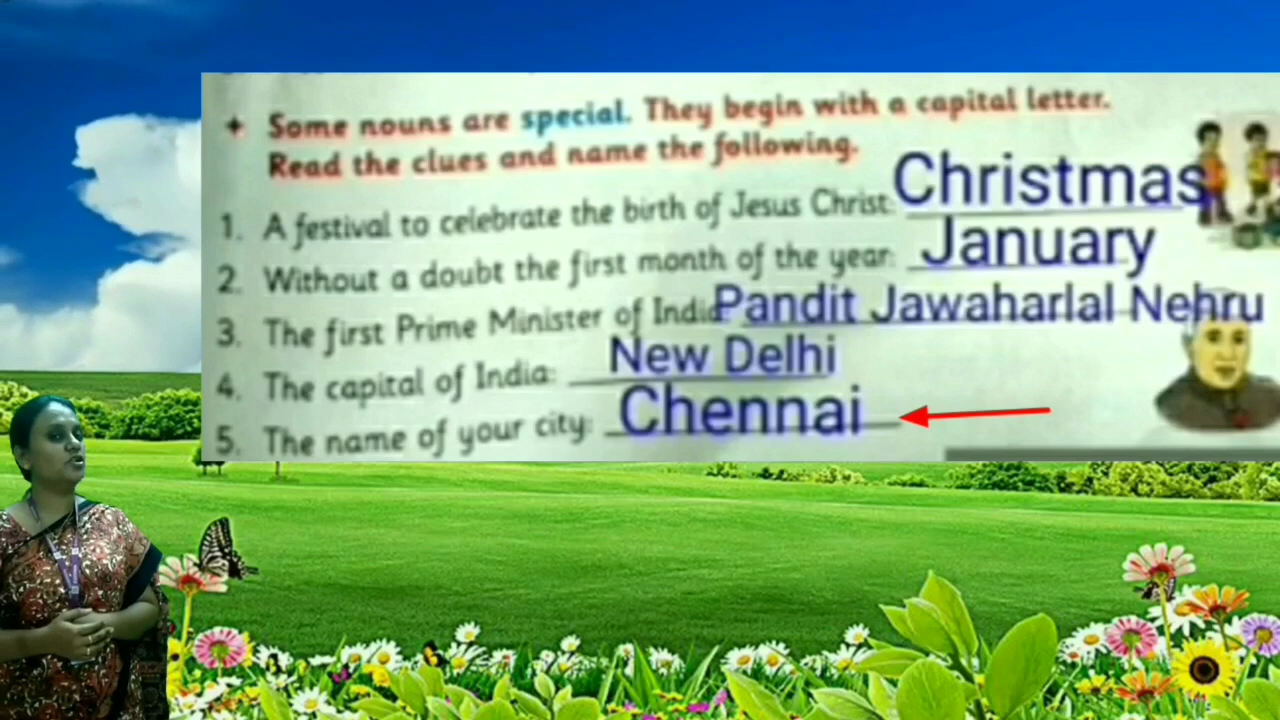 + Some nouns are special. They begin with a capital letter.
Read the clues and name the following.
1. A festival to celebrate the birth of Jesus Christ: Christmas
2. Without a doubt the first month of the year: January
3. The first Prime Minister of India Pandit Jawaharlal Nehru
4. The capital of India: New Delhi
5. The name of your city: Chennai